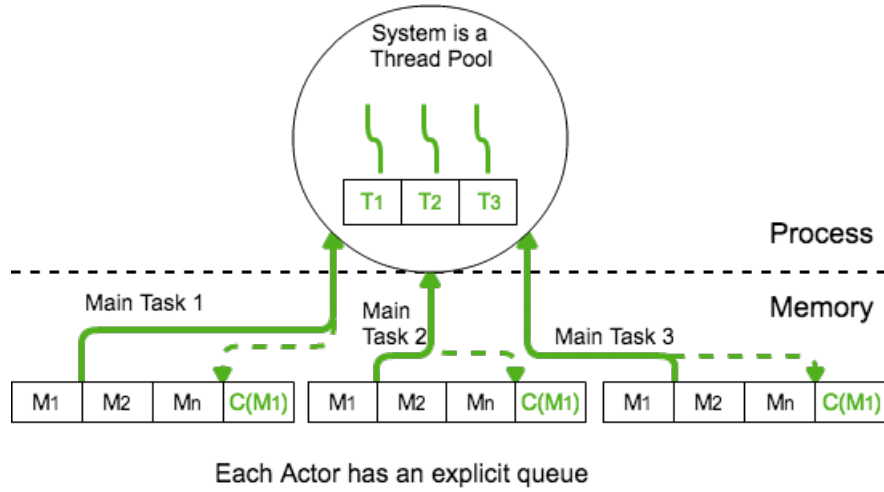 System is a
Thread Pool
T1 T2 T3
Process
Main Task 1
Main
Task 2
Main Task 3
Memory
M1 M2 Mn C(M1) M1 M2 Mn C(M1) M1 M2 Mn C(M1)
Each Actor has an explicit queue